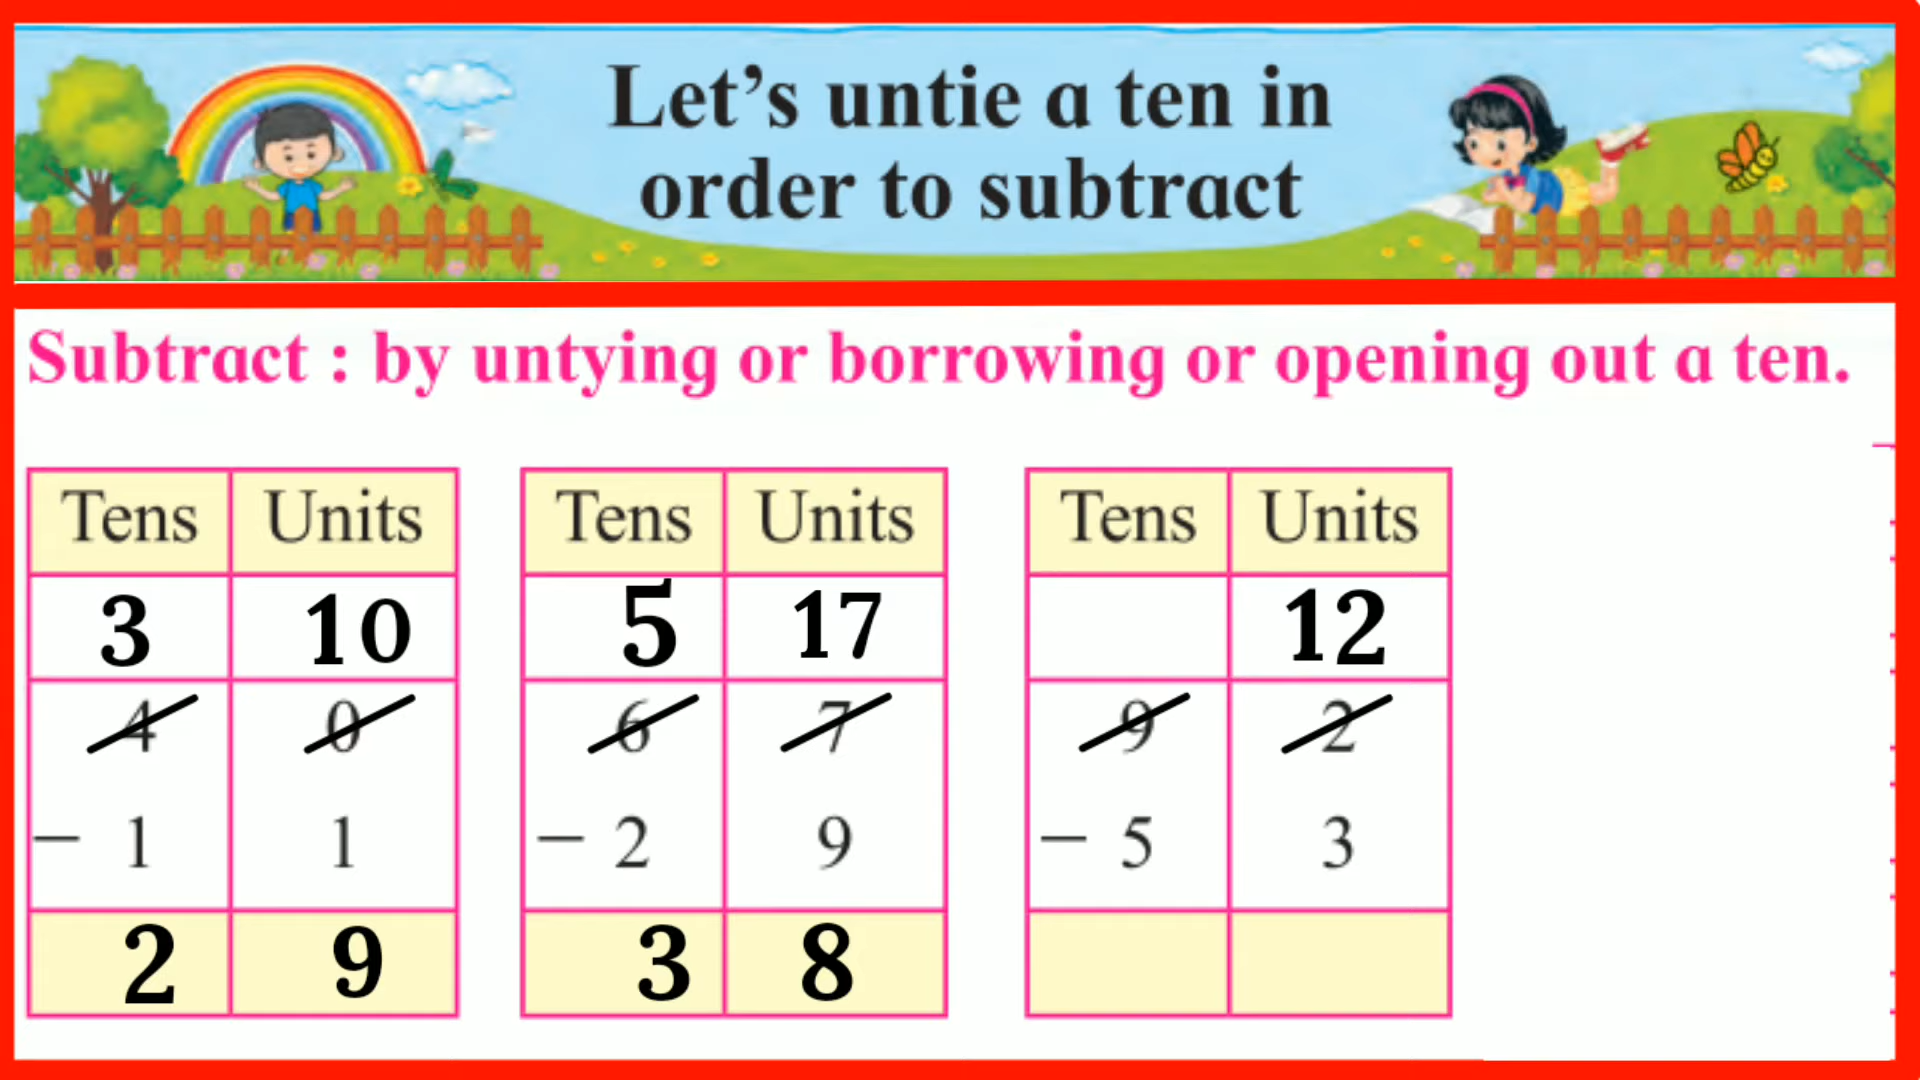 Let’s untie a ten in
order to subtract
Subtract : by untying or borrowing or opening out a ten.
Tens Units
3 10
4 0
– 1 1
2 9
Tens Units
5 17
6 7
– 2 9
3 8
Tens Units
12
9 2
– 5 3